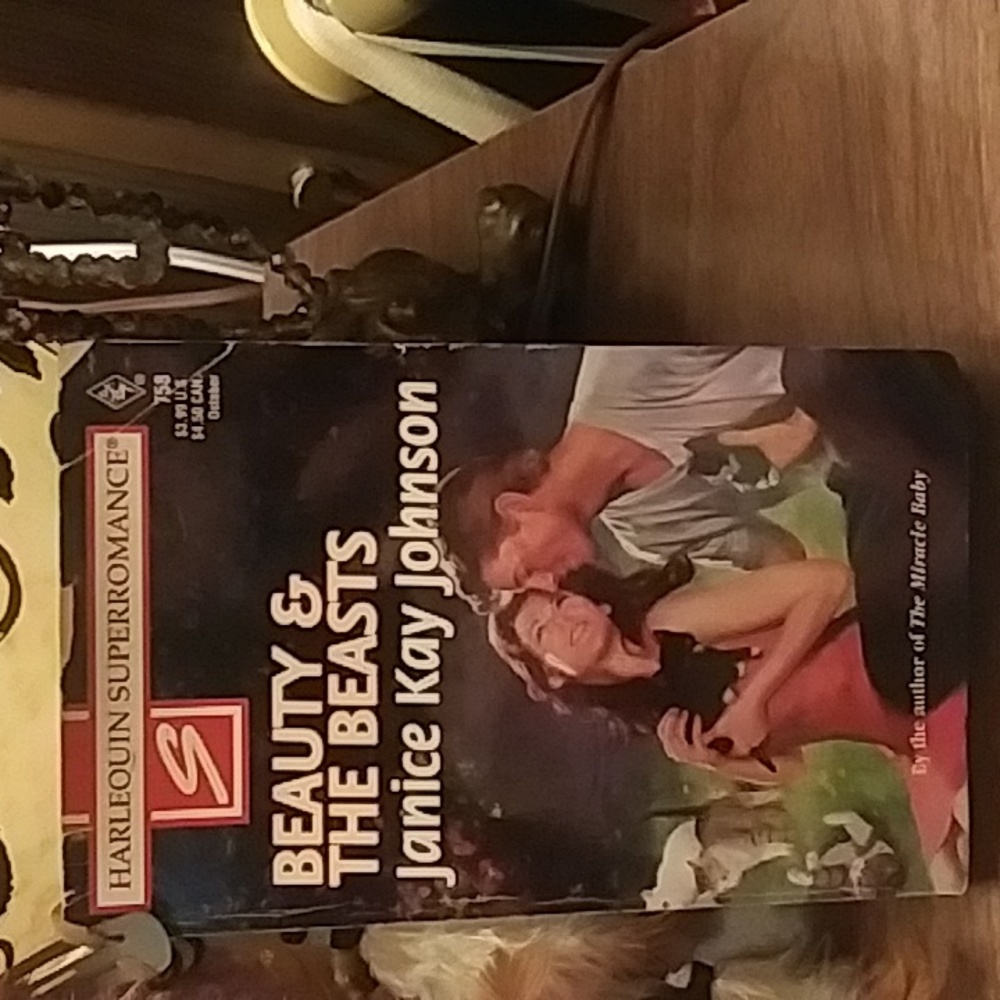 HARLEQUIN SUPERROMANCE®
S
®
758
$3.99 U.S.
$4.50 CAN.
October
BEAUTY &
THE BEASTS
Janice Kay Johnson
By the author of The Miracle Baby